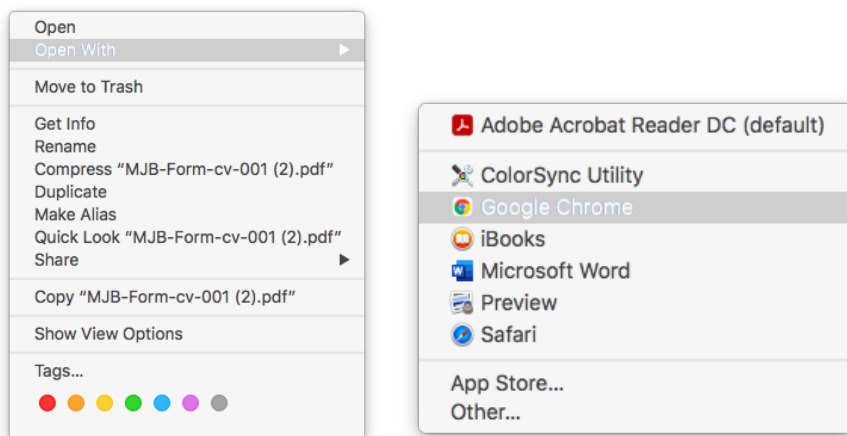 Open
Open With
Move to Trash
Get Info
Rename
Compress “MJB-Form-cv-001 (2).pdf”
Duplicate
Make Alias
Quick Look “MJB-Form-cv-001 (2).pdf”
Share
Copy “MJB-Form-cv-001 (2).pdf”
Show View Options
Tags...
Adobe Acrobat Reader DC (default)
ColorSync Utility
Google Chrome
iBooks
Microsoft Word
Preview
Safari
App Store...
Other...